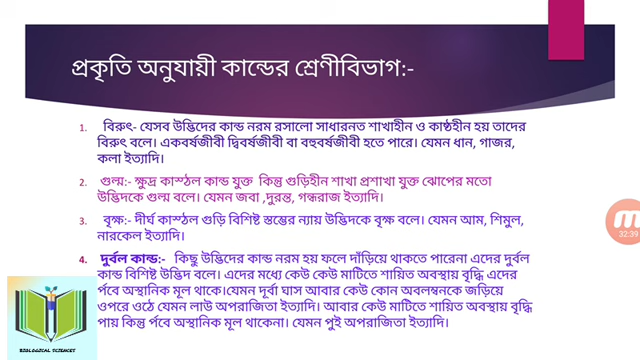 প্রকৃতি অনুযায়ী কান্ডের শ্রেণীবিভাগ:-
1. বিরুৎ- যেসব উদ্ভিদের কান্ড নরম রসালো সাধারনত শাখাহীন ও কাষ্ঠহীন হয় তাদের
বিরুৎ বলে। একবর্ষজীবী দ্বিবর্ষজীবী বা বহুবর্ষজীবী হতে পারে। যেমন ধান, গাজর,
কলা ইত্যাদি।
2. গুল্ম:- ক্ষুদ্র কাস্ঠল কান্ড যুক্ত কিন্তু গুড়িহীন শাখা প্রশাখা যুক্ত ঝোপের মতো
উদ্ভিদকে গুল্ম বলে। যেমন জবা ,দুরন্ত, গন্ধরাজ ইত্যাদি।
3. বৃক্ষ:- দীর্ঘ কাস্ঠল গুড়ি বিশিষ্ট স্তম্ভের ন্যায় উদ্ভিদকে বৃক্ষ বলে। যেমন আম, শিমুল,
নারকেল ইত্যাদি।
4. দুর্বল কান্ড:- কিছু উদ্ভিদের কান্ড নরম হয় ফলে দাঁড়িয়ে থাকতে পারেনা এদের দুর্বল
কান্ড বিশিষ্ট উদ্ভিদ বলে। এদের মধ্যে কেউ কেউ মাটিতে শায়িত অবস্থায় বৃদ্ধি এদের
র্পবে অস্থানিক মূল থাকে।যেমন দূর্বা ঘাস আবার কেউ কোন অবলম্বনকে জড়িয়ে
ওপরে ওঠে যেমন লাউ অপরাজিতা ইত্যাদি। আবার কেউ মাটিতে শায়িত অবস্থায় বৃদ্ধি
পায় কিন্তু র্পবে অস্থানিক মূল থাকেনা। যেমন পুই অপরাজিতা ইত্যাদি।
32:39
BIOLOGICAL SCIENCES